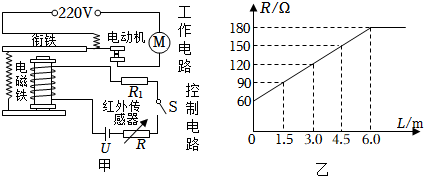 220V
工作电路
衔铁
电动机
M
电磁铁
R₁
S
控制电路
红外传感器
U
R
甲
R/Ω
180
150
120
90
60
0
1.5
3.0
4.5
6.0
L/m
乙